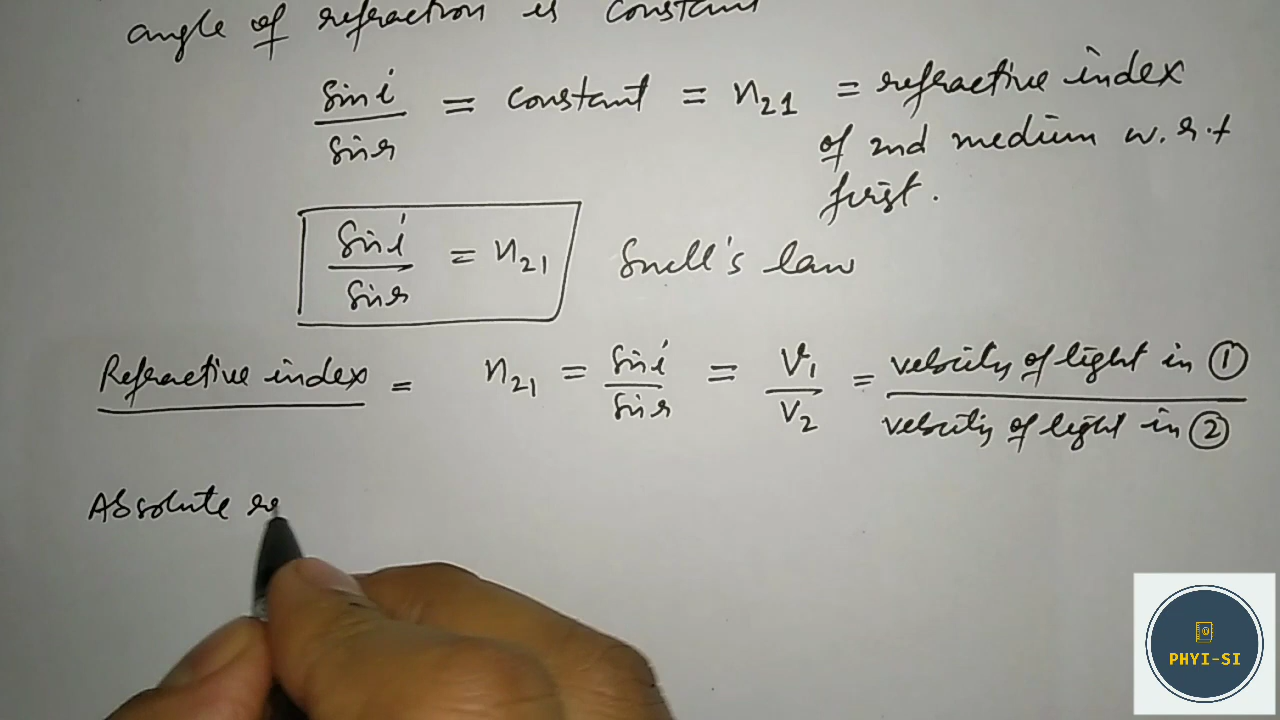 angle of refraction is constant
sin i / sin r = constant = n21 = refractive index
of 2nd medium w.r.t
first.
sin i / sin r = n21 Snell's law
Refractive index = n21 = sin i / sin r = V1 / V2 = velocity of light in ① / velocity of light in ②
Absolute re
PHYI-SI